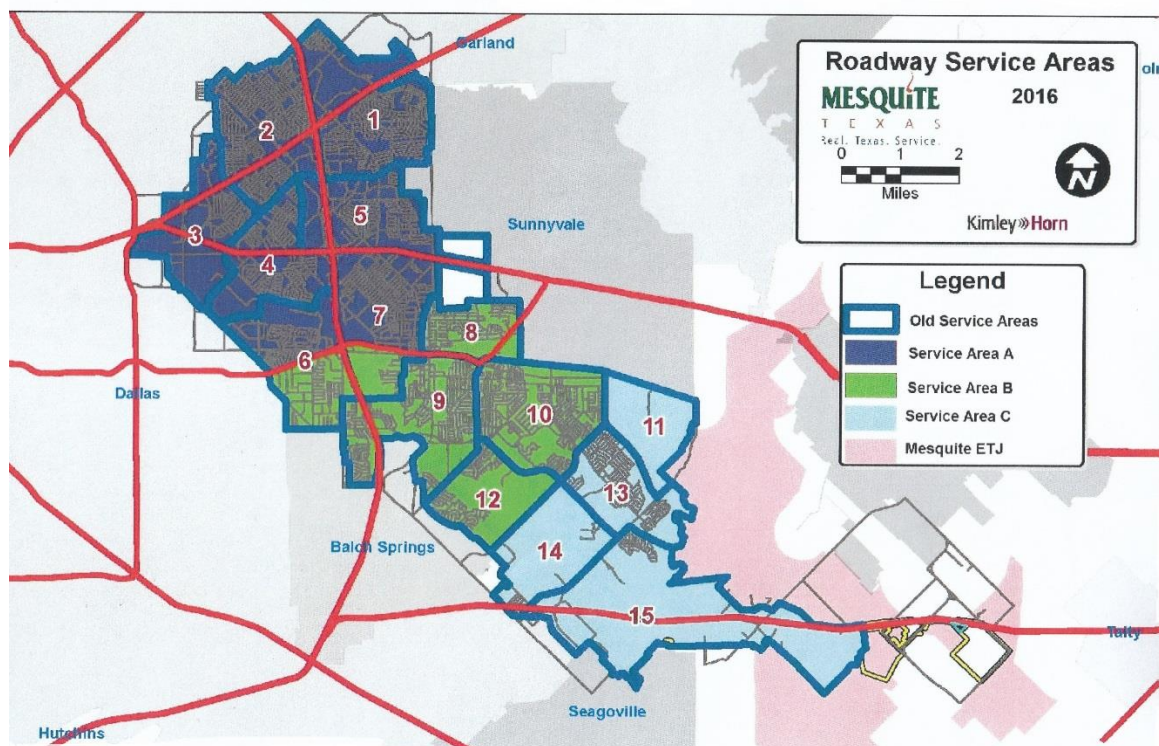 Garland
Roadway Service Areas
MESQUITE
TEXAS
Real. Texas. Service.
2016
0 1 2
Miles
N
Kimley»Horn
Sunnyvale
Legend
Old Service Areas
Service Area A
Service Area B
Service Area C
Mesquite ETJ
1
2
3
4
5
6
7
8
9
10
11
12
13
14
15
Dallas
Balch Springs
Seagoville
Hutchins